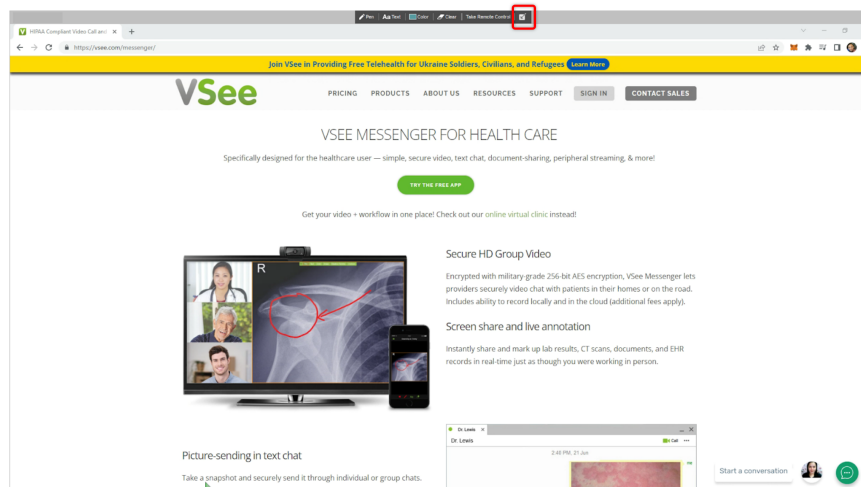 Pen Aa Text Color Clear Take Remote Control
HIPAA Compliant Video Call and
https://vsee.com/messenger/
Join VSee in Providing Free Telehealth for Ukraine Soldiers, Civilians, and Refugees Learn More
VSee
PRICING PRODUCTS ABOUT US RESOURCES SUPPORT SIGN IN CONTACT SALES
VSEE MESSENGER FOR HEALTH CARE
Specifically designed for the healthcare user — simple, secure video, text chat, document-sharing, peripheral streaming, & more!
TRY THE FREE APP
Get your video + workflow in one place! Check out our online virtual clinic instead!
R
Secure HD Group Video
Encrypted with military-grade 256-bit AES encryption, VSee Messenger lets
providers securely video chat with patients in their homes or on the road.
Includes ability to record locally and in the cloud (additional fees apply).
Screen share and live annotation
Instantly share and mark up lab results, CT scans, documents, and EHR
records in real-time just as though you were working in person.
Picture-sending in text chat
Take a snapshot and securely send it through individual or group chats.
Dr. Lewis
Dr. Lewis Call
2:46 PM, 21 Jun
Start a conversation